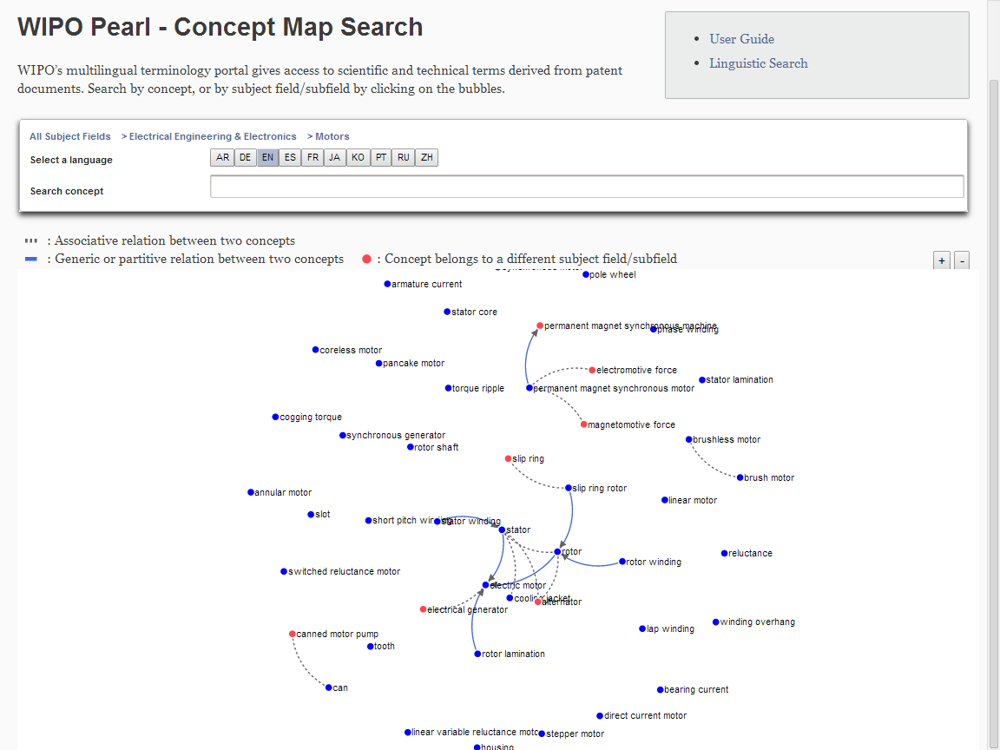 WIPO Pearl - Concept Map Search
User Guide
Linguistic Search
WIPO's multilingual terminology portal gives access to scientific and technical terms derived from patent
documents. Search by concept, or by subject field/subfield by clicking on the bubbles.
All Subject Fields > Electrical Engineering & Electronics > Motors
Select a language AR DE EN ES FR JA KO PT RU ZH
Search concept
: Associative relation between two concepts
: Generic or partitive relation between two concepts : Concept belongs to a different subject field/subfield
+ -
synchronous motor
pole wheel
armature current
stator core
permanent magnet synchronous machine
phase winding
coreless motor
pancake motor
electromotive force
stator lamination
torque ripple
permanent magnet synchronous motor
cogging torque
magnetomotive force
synchronous generator
brushless motor
rotor shaft
slip ring
brush motor
slip ring rotor
annular motor
linear motor
slot
short pitch winding
stator winding
stator
rotor
reluctance
rotor winding
switched reluctance motor
electric motor
cooling jacket
alternator
electrical generator
winding overhang
lap winding
canned motor pump
tooth
rotor lamination
can
bearing current
direct current motor
linear variable reluctance moto
stepper motor
housing